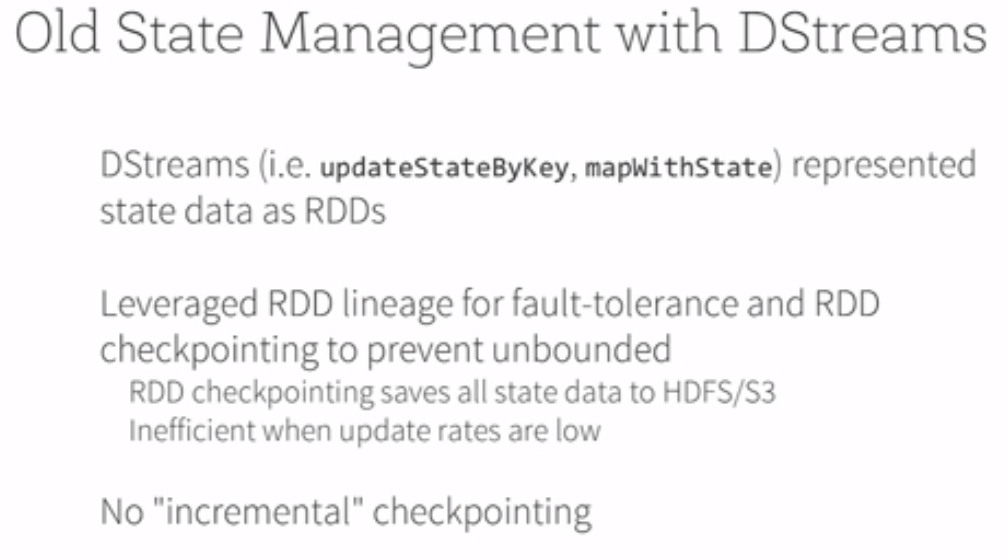 Old State Management with DStreams
DStreams (i.e. updateStateByKey, mapWithState) represented
state data as RDDs
Leveraged RDD lineage for fault-tolerance and RDD
checkpointing to prevent unbounded
RDD checkpointing saves all state data to HDFS/S3
Inefficient when update rates are low
No "incremental" checkpointing